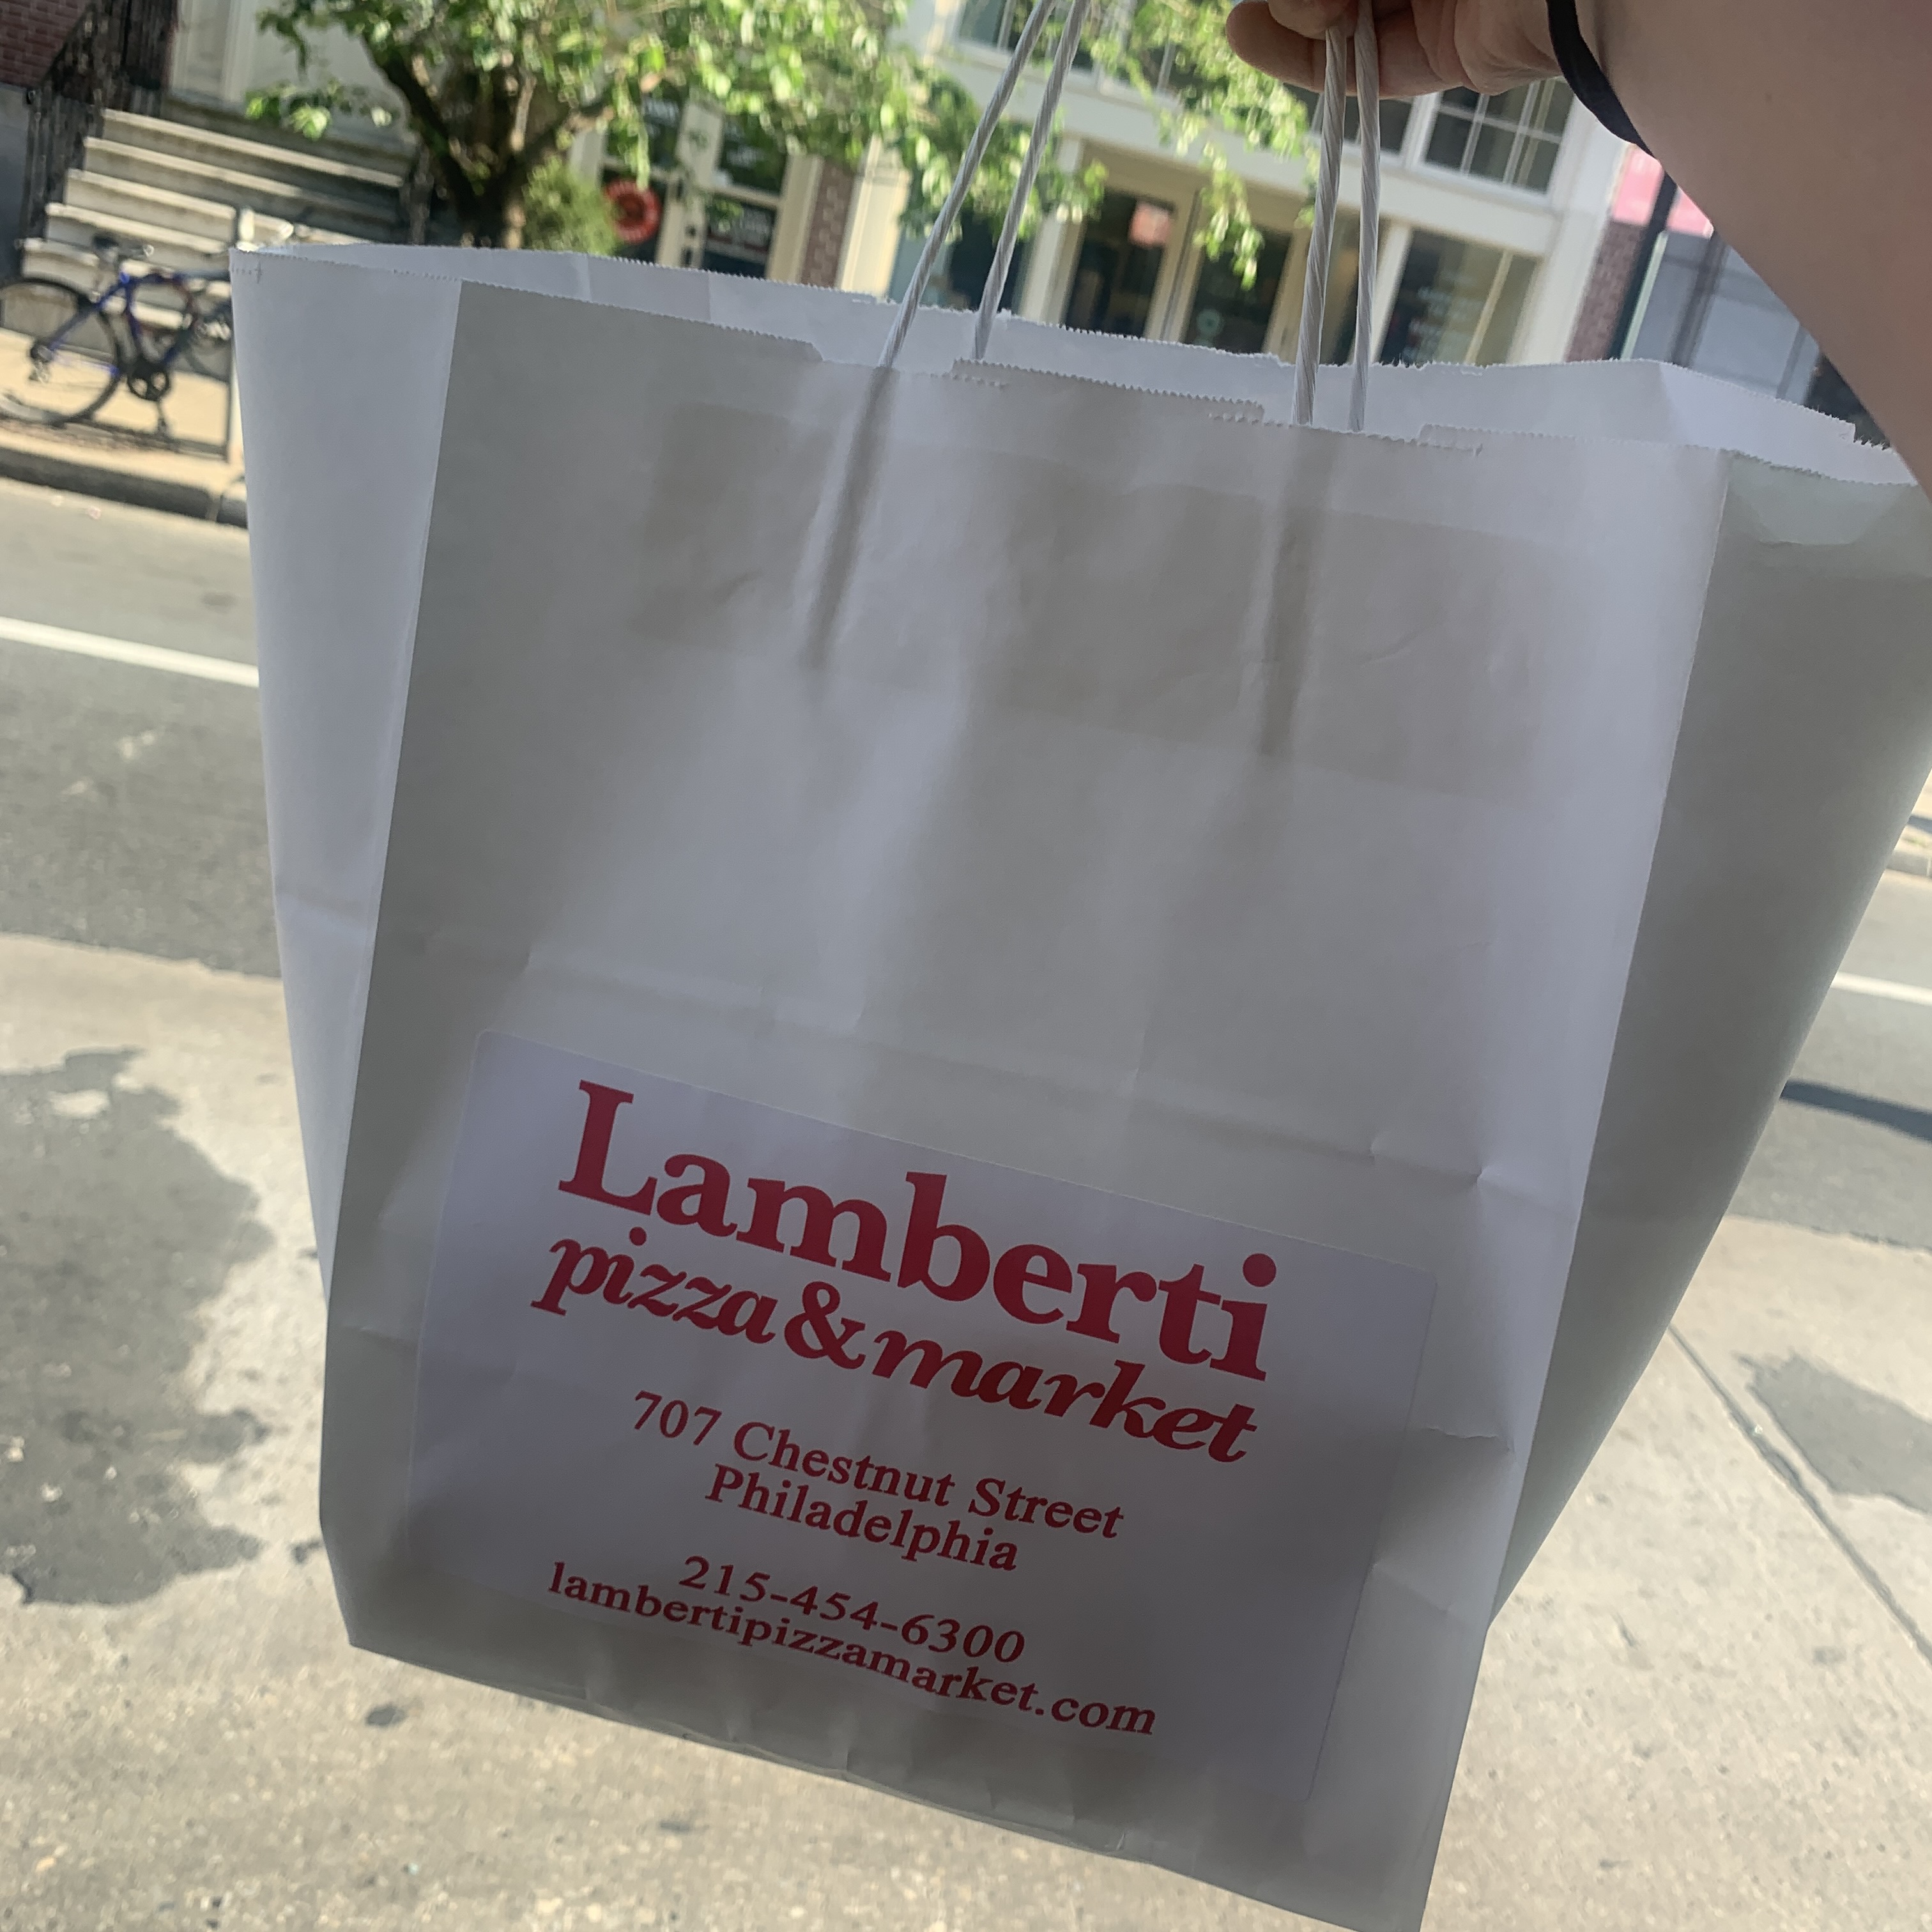 Lamberti
pizza & market
707 Chestnut Street
Philadelphia
215-454-6300
lambertipizzamarket.com